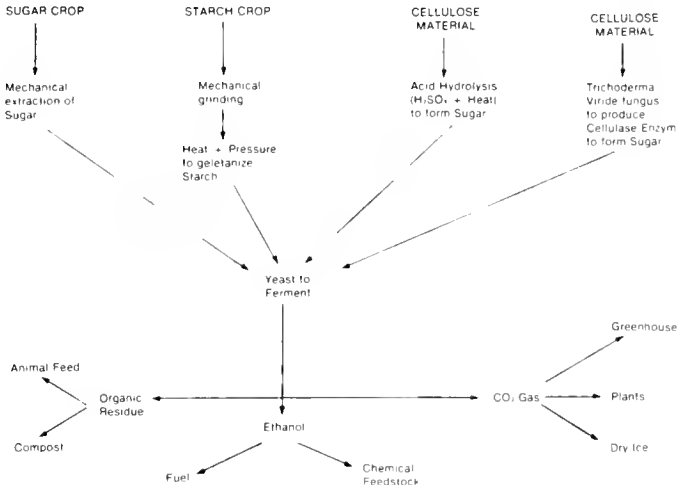 SUGAR CROP
Mechanical
extraction of
Sugar
STARCH CROP
Mechanical
grinding
Heat + Pressure
to geletanize
Starch
CELLULOSE
MATERIAL
Acid Hydrolysis
(H₂SO₄ + Heat)
to form Sugar
CELLULOSE
MATERIAL
Trichoderma
Viride fungus
to produce
Cellulase Enzym
to form Sugar
Yeast to
Ferment
Organic
Residue
Animal Feed
Compost
Ethanol
Fuel
Chemical
Feedstock
CO₂ Gas
Greenhouse
Plants
Dry Ice